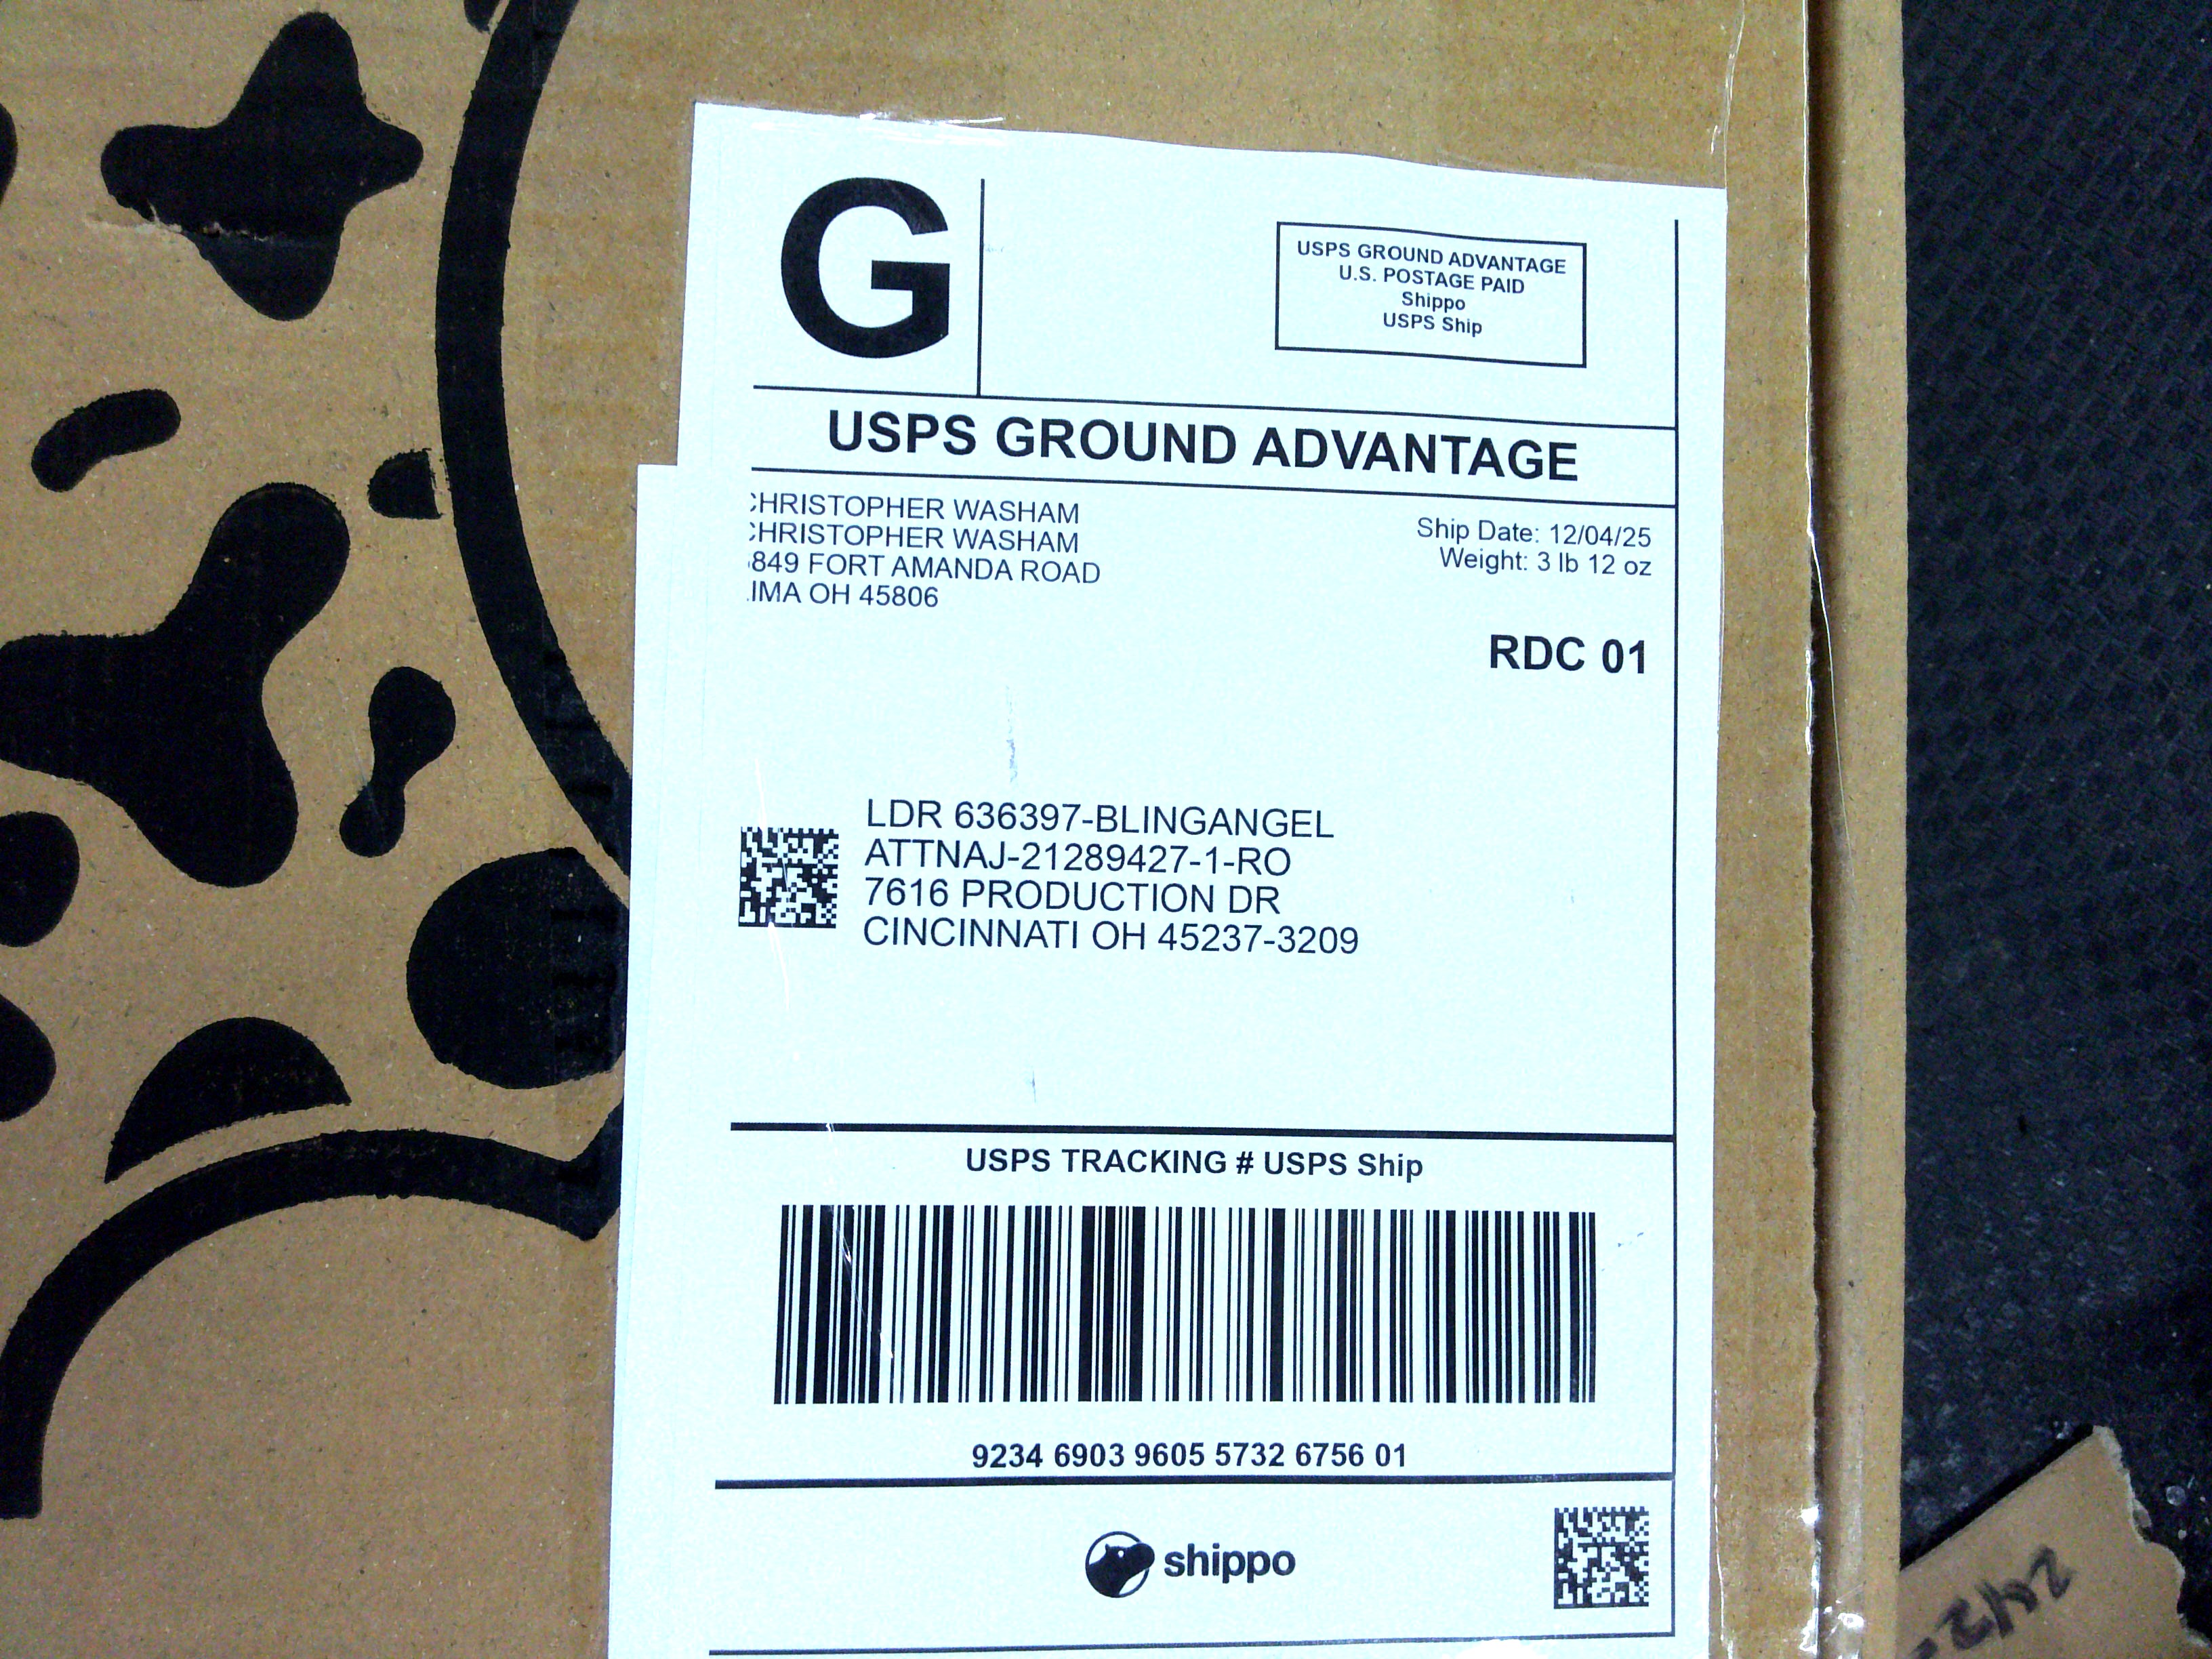 G
USPS GROUND ADVANTAGE
U.S. POSTAGE PAID
Shippo
USPS Ship
USPS GROUND ADVANTAGE
CHRISTOPHER WASHAM
CHRISTOPHER WASHAM
849 FORT AMANDA ROAD
IMA OH 45806
Ship Date: 12/04/25
Weight: 3 lb 12 oz
RDC 01
LDR 636397-BLINGANGEL
ATTNAJ-21289427-1-RO
7616 PRODUCTION DR
CINCINNATI OH 45237-3209
USPS TRACKING # USPS Ship
9234 6903 9605 5732 6756 01
shippo